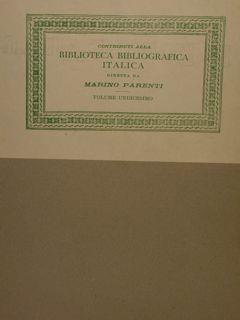 CONTRIBUTI ALLA
BIBLIOTECA BIBLIOGRAFICA
ITALICA
DIRETTA DA
MARINO PARENTI
VOLUME UNDICESIMO